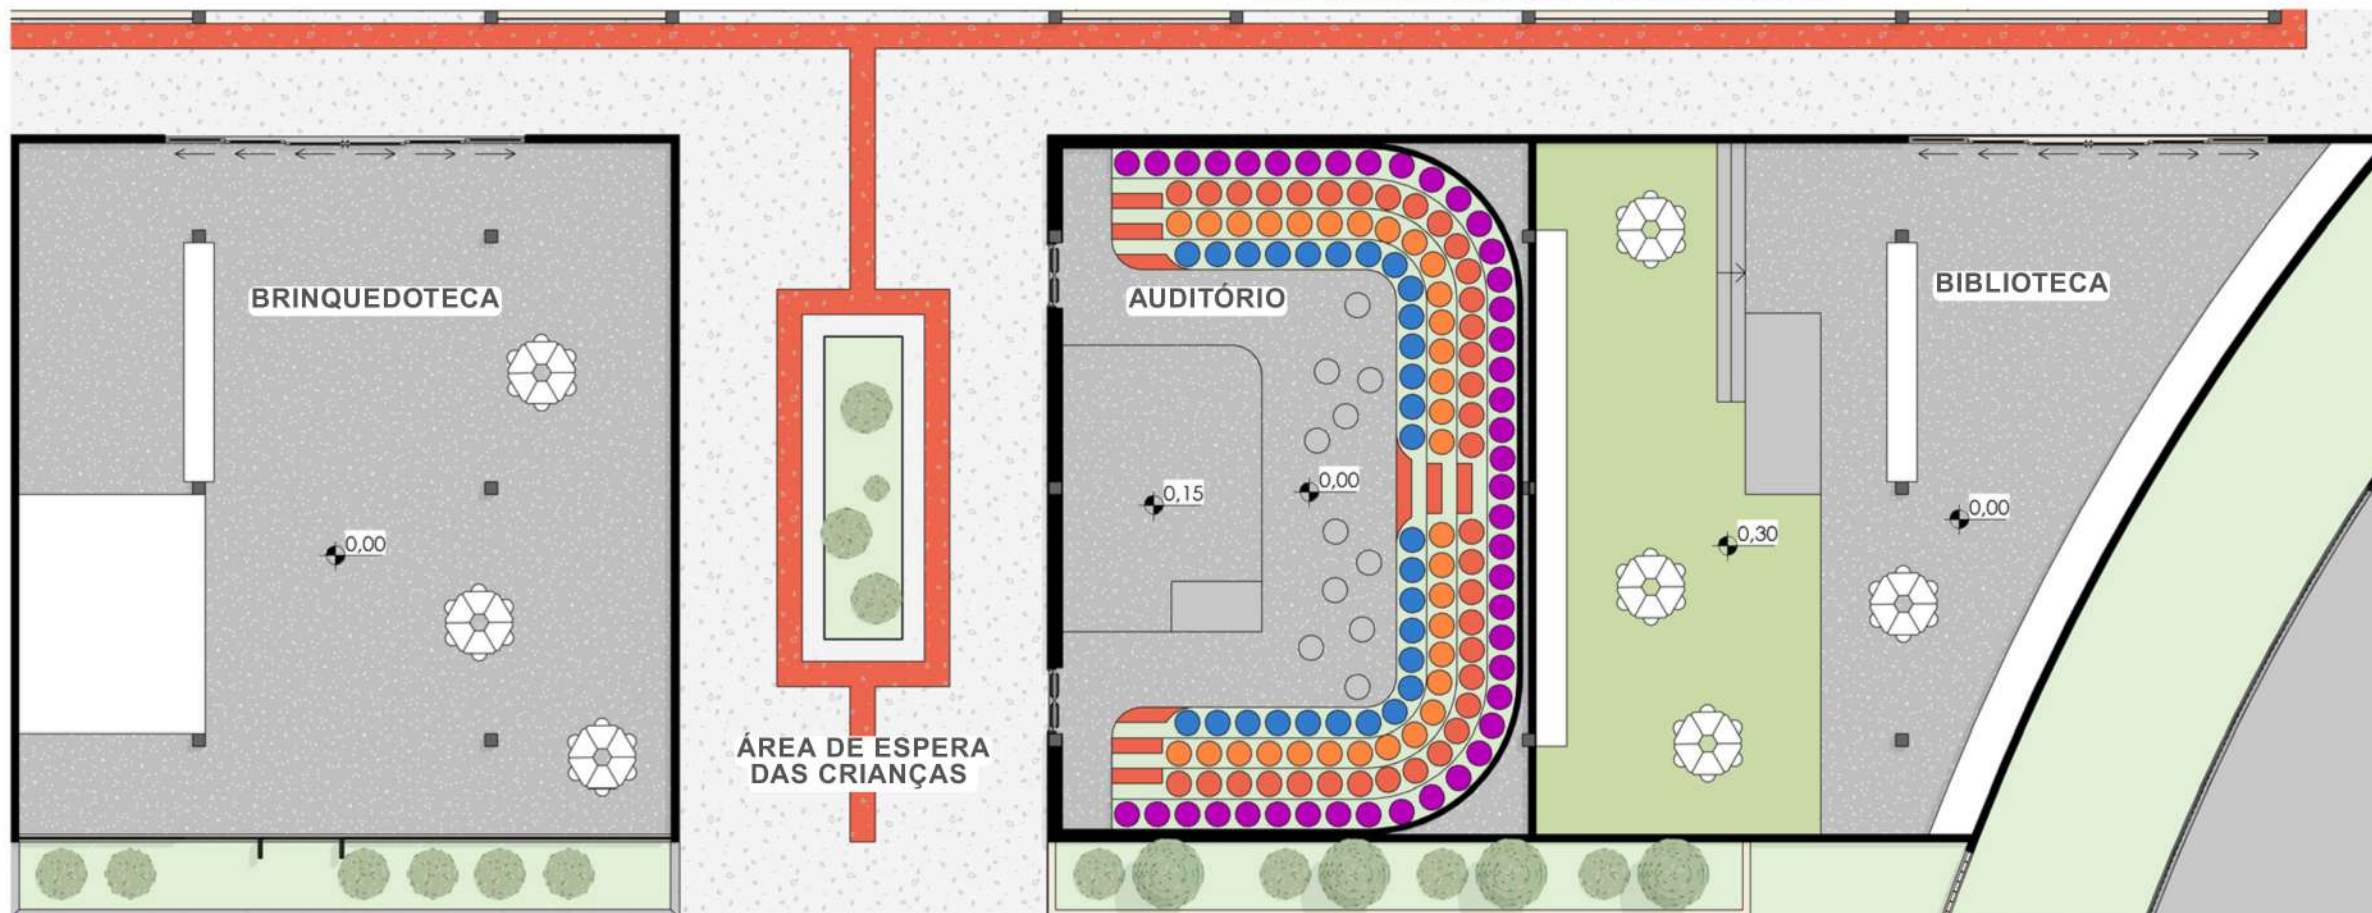 BRINQUEDOTECA
0,00
ÁREA DE ESPERA
DAS CRIANÇAS
AUDITÓRIO
0,15
0,00
BIBLIOTECA
0,30
0,00